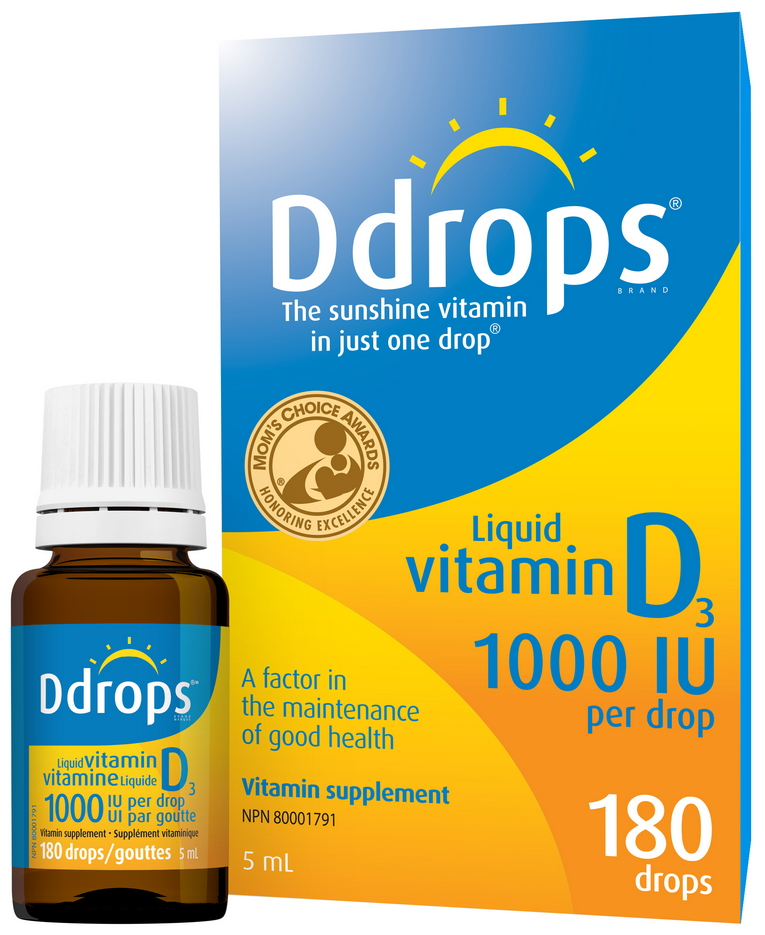 Ddrops®
BRAND
The sunshine vitamin
in just one drop®
MOM'S CHOICE AWARDS
®
HONORING EXCELLENCE
Liquid
vitamin D3
1000 IU
per drop
A factor in
the maintenance
of good health
Vitamin supplement
NPN 80001791
5 mL
180
drops
Ddrops
Liquid vitamin D3
vitamine Liquide
1000 IU per drop
UI par goutte
Vitamin supplement • Supplément vitaminique
180 drops/gouttes 5 mL
NPN 80001791